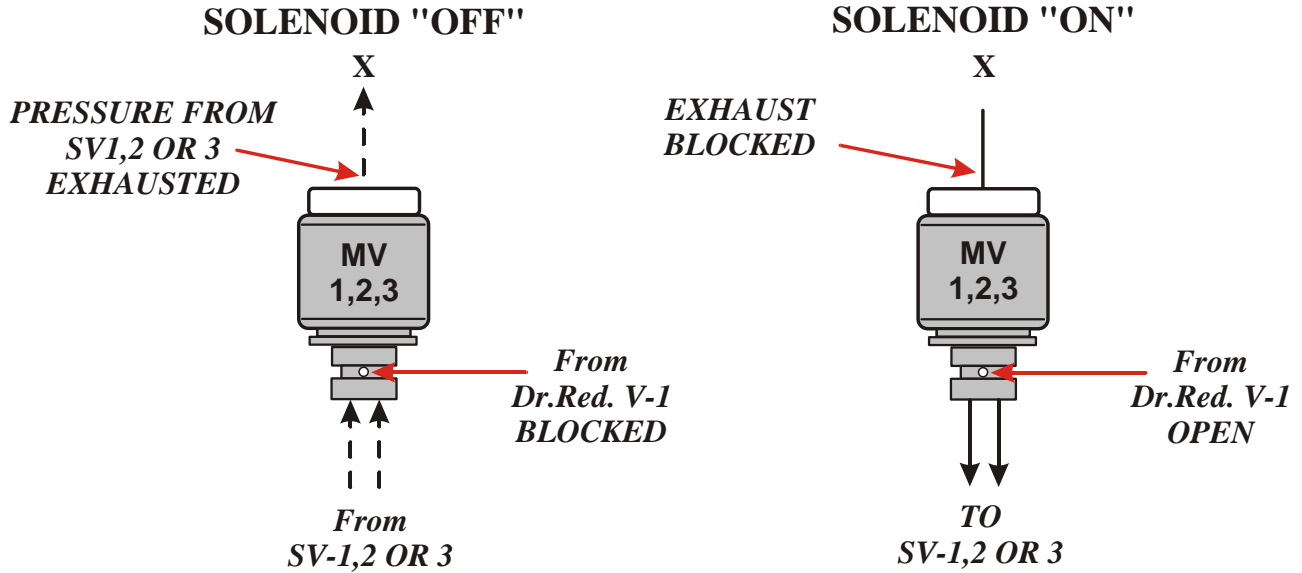 SOLENOID "OFF"
X
PRESSURE FROM
SV1,2 OR 3
EXHAUSTED
MV
1,2,3
From
Dr.Red. V-1
BLOCKED
From
SV-1,2 OR 3
SOLENOID "ON"
X
EXHAUST
BLOCKED
MV
1,2,3
From
Dr.Red. V-1
OPEN
TO
SV-1,2 OR 3